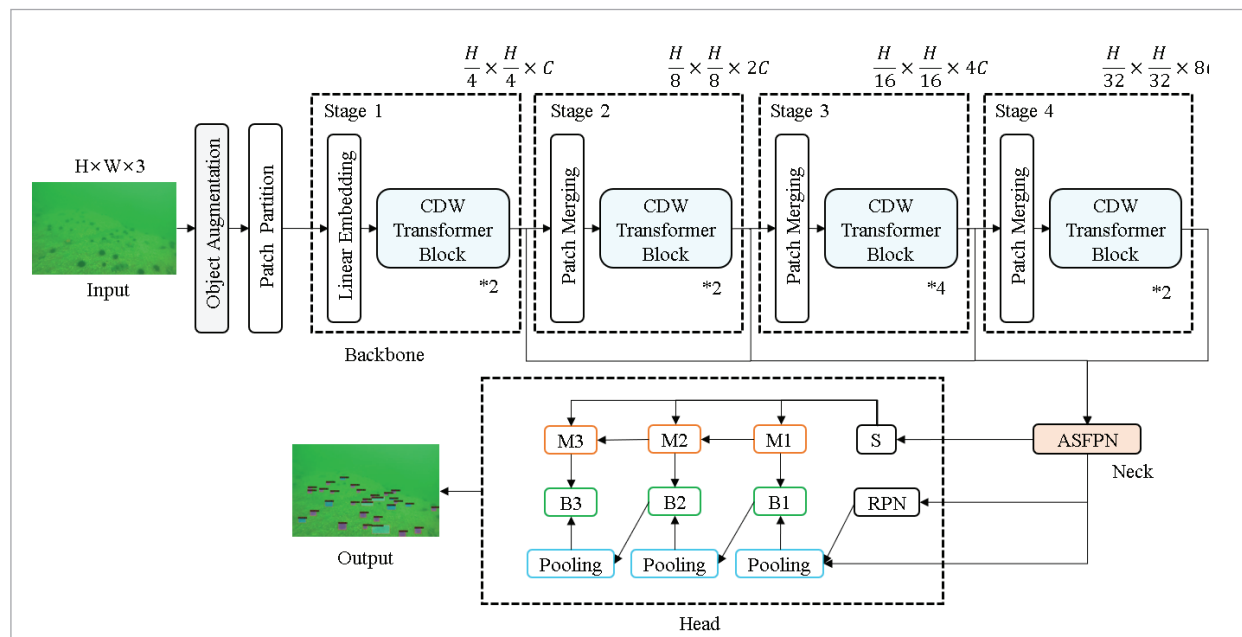 H/4 × H/4 × C
H/8 × H/8 × 2C
H/16 × H/16 × 4C
H/32 × H/32 × 8
Stage 1
Stage 2
Stage 3
Stage 4
H×W×3
Input
Object Augmentation
Patch Partition
Linear Embedding
CDW
Transformer
Block
*2
Patch Merging
CDW
Transformer
Block
*2
Patch Merging
CDW
Transformer
Block
*4
Patch Merging
CDW
Transformer
Block
*2
Backbone
M3
M2
M1
S
ASFPN
Neck
B3
B2
B1
RPN
Pooling
Pooling
Pooling
Output
Head